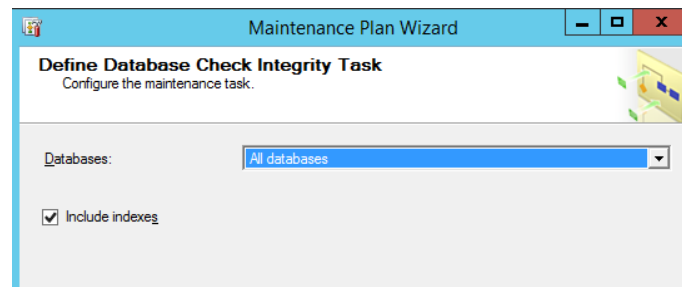 Maintenance Plan Wizard
Define Database Check Integrity Task
Configure the maintenance task.
Databases: All databases
Include indexes